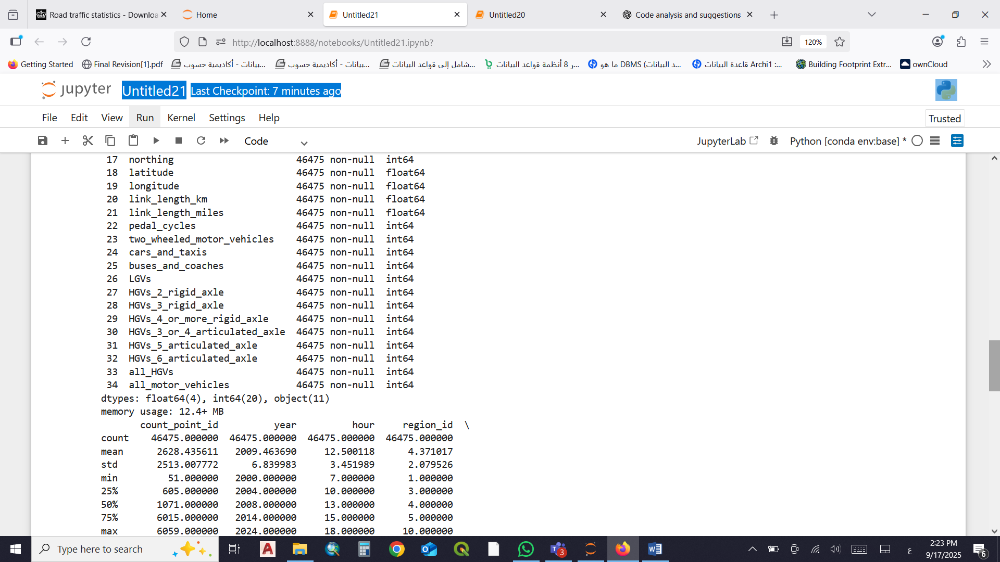 Road traffic statistics - Downloa
Home
Untitled21
Untitled20
Code analysis and suggestions
http://localhost:8888/notebooks/Untitled21.ipynb?
120%
Getting Started
Final Revision[1].pdf
بيانات - أكاديمية حسوب...
بيانات - أكاديمية حسوب...
شامل إلى قواعد البيانات...
ر 8 أنظمة قواعد البيانات...
ما هو DBMS (د البيانات...
قاعدة البيانات Archi1 :...
Building Footprint Extr...
ownCloud
jupyter
Untitled21
Last Checkpoint: 7 minutes ago
File Edit View Run Kernel Settings Help
Trusted
Code
JupyterLab
Python [conda env:base] *
17 northing 46475 non-null int64
18 latitude 46475 non-null float64
19 longitude 46475 non-null float64
20 link_length_km 46475 non-null float64
21 link_length_miles 46475 non-null float64
22 pedal_cycles 46475 non-null int64
23 two_wheeled_motor_vehicles 46475 non-null int64
24 cars_and_taxis 46475 non-null int64
25 buses_and_coaches 46475 non-null int64
26 LGVs 46475 non-null int64
27 HGVs_2_rigid_axle 46475 non-null int64
28 HGVs_3_rigid_axle 46475 non-null int64
29 HGVs_4_or_more_rigid_axle 46475 non-null int64
30 HGVs_3_or_4_articulated_axle 46475 non-null int64
31 HGVs_5_articulated_axle 46475 non-null int64
32 HGVs_6_articulated_axle 46475 non-null int64
33 all_HGVs 46475 non-null int64
34 all_motor_vehicles 46475 non-null int64
dtypes: float64(4), int64(20), object(11)
memory usage: 12.4+ MB
count_point_id year hour region_id \
count 46475.000000 46475.000000 46475.000000 46475.000000
mean 2628.435611 2009.463690 12.500118 4.371017
std 2513.007772 6.839983 3.451989 2.079526
min 51.000000 2000.000000 7.000000 1.000000
25% 605.000000 2004.000000 10.000000 3.000000
50% 1071.000000 2008.000000 13.000000 4.000000
75% 6015.000000 2014.000000 15.000000 5.000000
max 6059.000000 2024.000000 18.000000 10.000000
Type here to search
3
ع
2:23 PM
9/17/2025
6